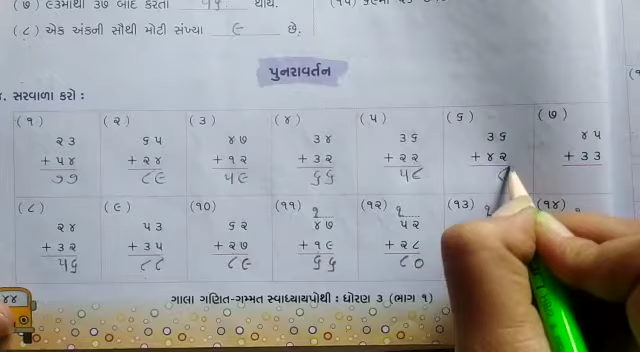 (૭) ૯૩માંથી ૩૭ બાદ કરતાં ૫૬ થાય.
(૮) એક અંકની સૌથી મોટી સંખ્યા ૯ છે.
પુનરાવર્તન
સરવાળા કરો :
(૧) (૨) (૩) (૪) (૫) (૬) (૭)
૨૩ ૬૫ ૪૭ ૩૪ ૩૬ ૩૬ ૪૫
+ ૫૪ + ૨૪ + ૧૨ + ૩૨ + ૨૨ + ૪૨ + ૩૩
૭૭ ૮૯ ૫૯ ૬૬ ૫૮
(૮) (૯) (૧૦) (૧૧) (૧૨) (૧૩) (૧૪)
૧ ૧
૨૪ ૫૩ ૬૨ ૪૭ ૫૨
+ ૩૨ + ૩૫ + ૨૭ + ૧૯ + ૨૮
૫૬ ૮૮ ૮૯ ૬૬ ૮૦
૪૪ ગાલા ગણિત-ગમ્મત સ્વાધ્યાયપોથી : ધોરણ ૩ (ભાગ ૧)